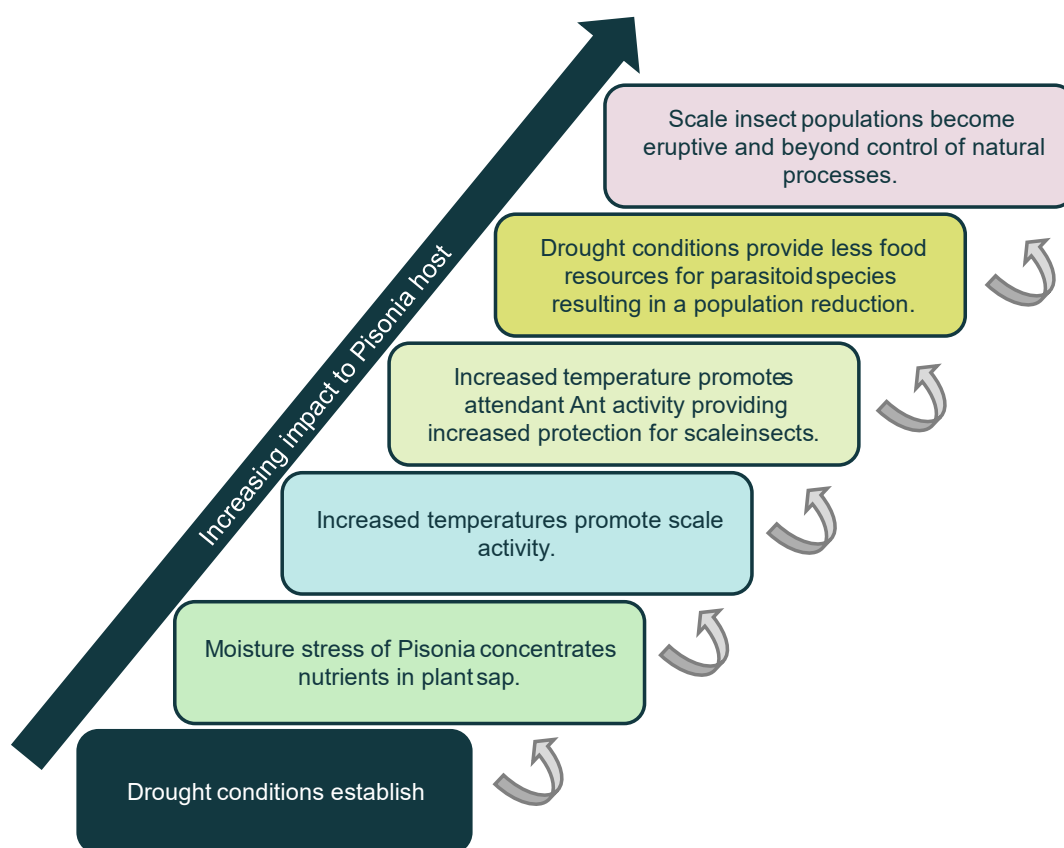 Scale insect populations become
eruptive and beyond control of natural
processes.
Drought conditions provide less food
resources for parasitoid species
resulting in a population reduction.
Increased temperature promotes
attendant Ant activity providing
increased protection for scale insects.
Increased temperatures promote scale
activity.
Moisture stress of Pisonia concentrates
nutrients in plant sap.
Drought conditions establish
Increasing impact to Pisonia host